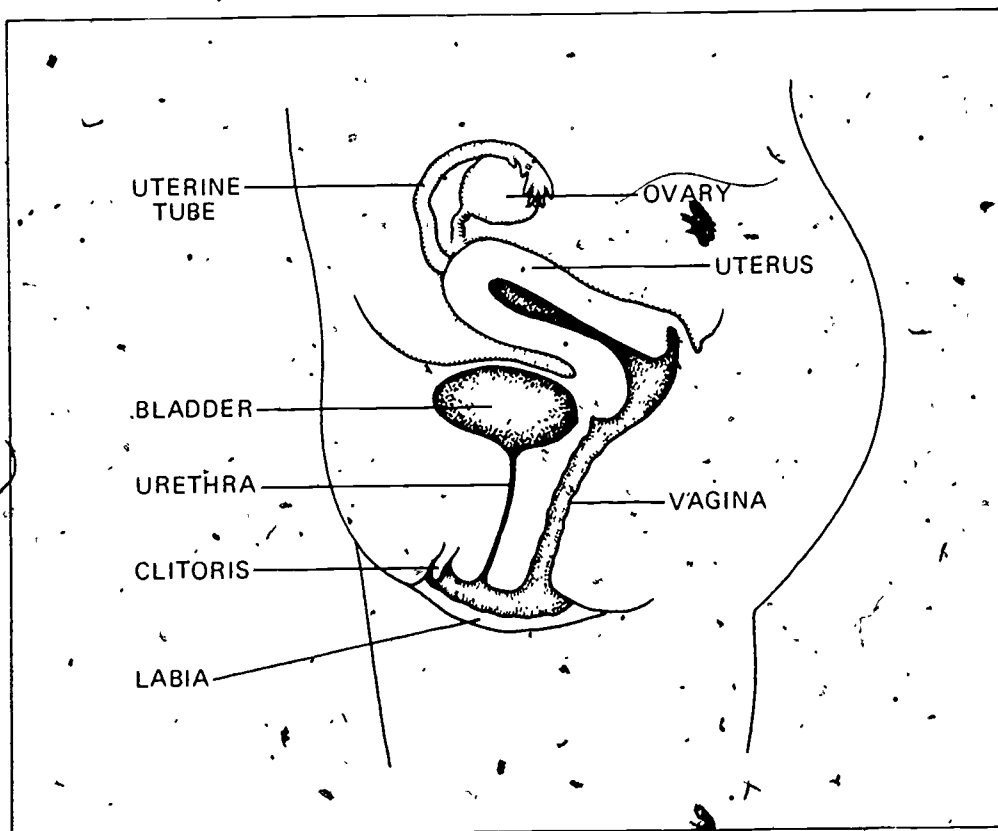 UTERINE
TUBE
OVARY
UTERUS
BLADDER
URETHRA
VAGINA
CLITORIS
LABIA